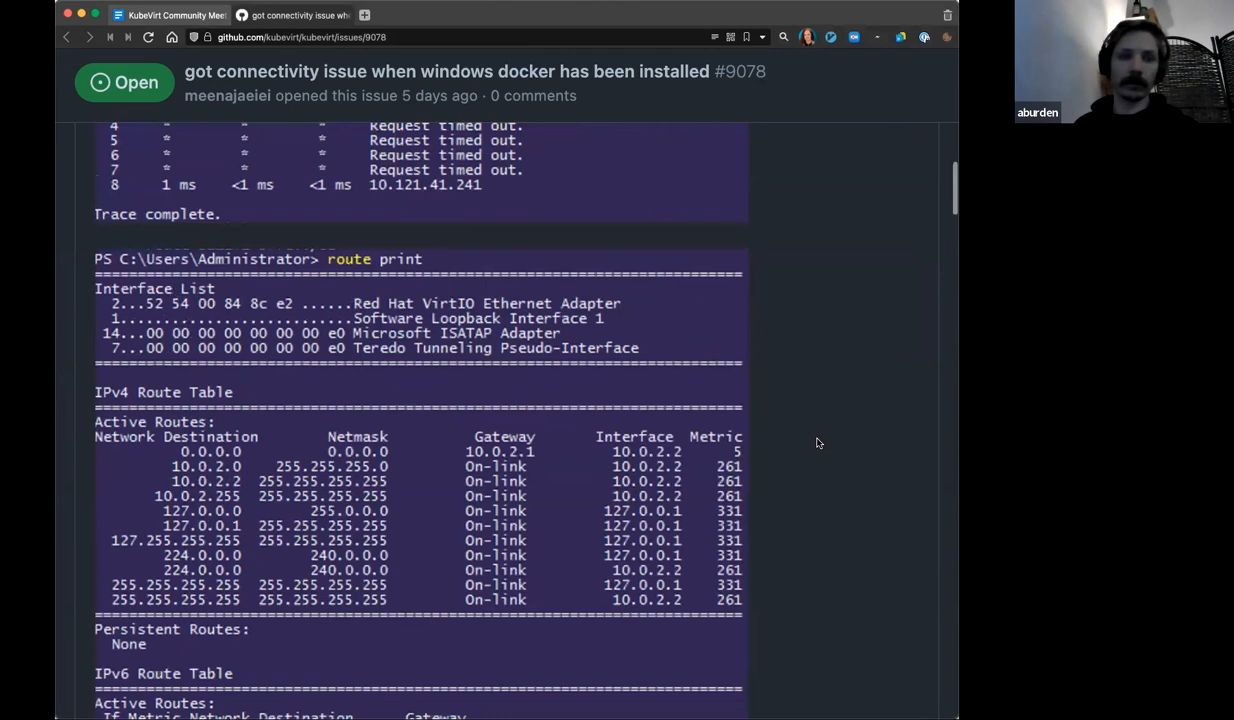 KubeVirt Community Meet
got connectivity issue whe
github.com/kubevirt/kubevirt/issues/9078
Open
got connectivity issue when windows docker has been installed #9078
meenajaeiei opened this issue 5 days ago · 0 comments
4 * * * Request timed out.
5 * * * Request timed out.
6 * * * Request timed out.
7 * * * Request timed out.
8 1 ms <1 ms <1 ms 10.121.41.241
Trace complete.
PS C:\Users\Administrator> route print
===========================================================================
Interface List
2...52 54 00 84 8c e2 ......Red Hat VirtIO Ethernet Adapter
1...........................Software Loopback Interface 1
14...00 00 00 00 00 00 00 e0 Microsoft ISATAP Adapter
7...00 00 00 00 00 00 00 e0 Teredo Tunneling Pseudo-Interface
===========================================================================
IPv4 Route Table
===========================================================================
Active Routes:
Network Destination Netmask Gateway Interface Metric
0.0.0.0 0.0.0.0 10.0.2.1 10.0.2.2 5
10.0.2.0 255.255.255.0 On-link 10.0.2.2 261
10.0.2.2 255.255.255.255 On-link 10.0.2.2 261
10.0.2.255 255.255.255.255 On-link 10.0.2.2 261
127.0.0.0 255.0.0.0 On-link 127.0.0.1 331
127.0.0.1 255.255.255.255 On-link 127.0.0.1 331
127.255.255.255 255.255.255.255 On-link 127.0.0.1 331
224.0.0.0 240.0.0.0 On-link 127.0.0.1 331
224.0.0.0 240.0.0.0 On-link 10.0.2.2 261
255.255.255.255 255.255.255.255 On-link 127.0.0.1 331
255.255.255.255 255.255.255.255 On-link 10.0.2.2 261
===========================================================================
Persistent Routes:
None
IPv6 Route Table
===========================================================================
Active Routes:
If Metric Network Destination Gateway
aburden